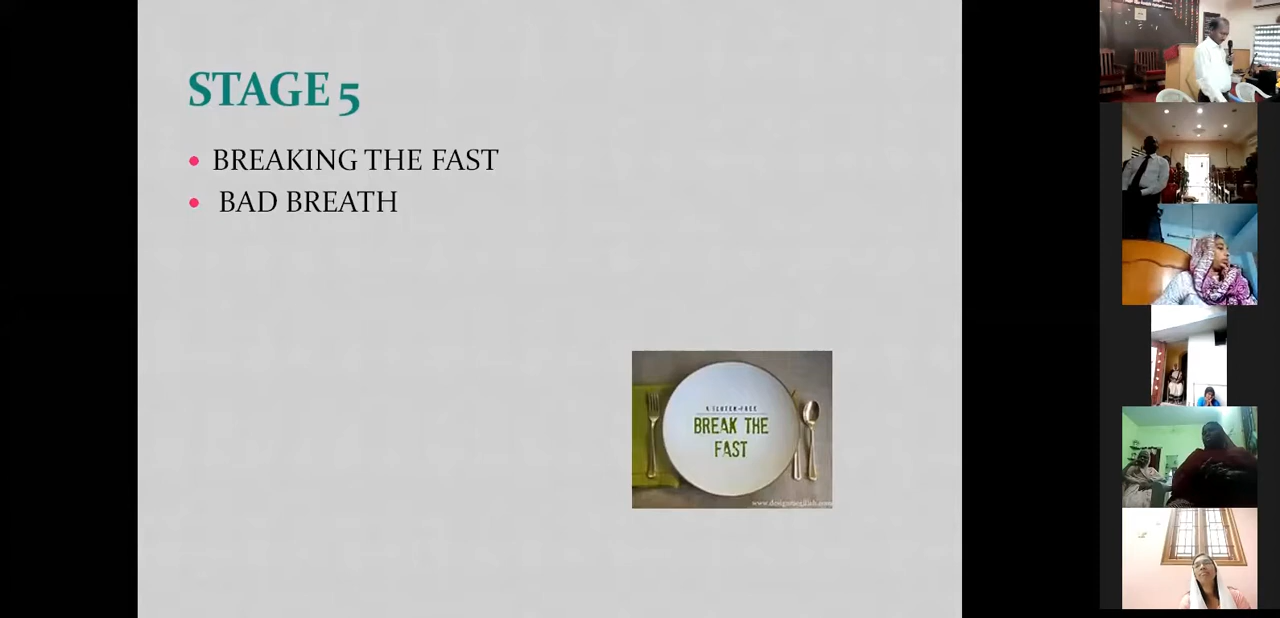 STAGE 5
• BREAKING THE FAST
• BAD BREATH
BREAK THE
FAST